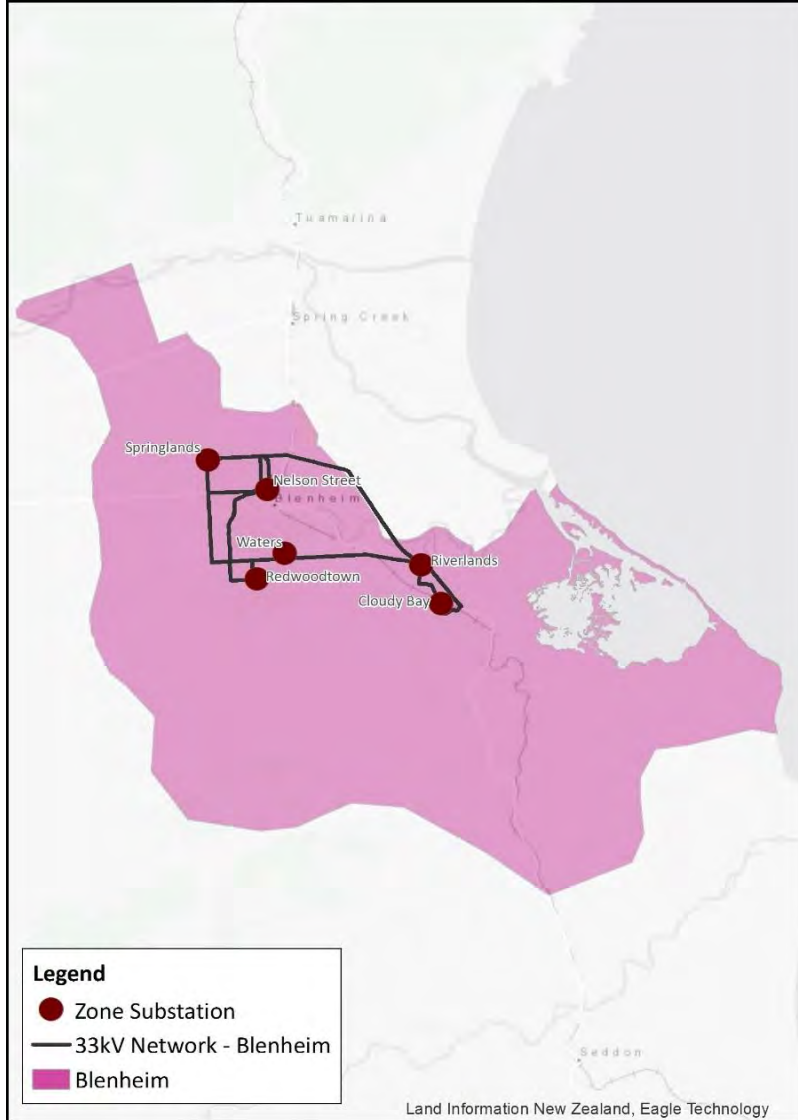 Tuamarina
Spring Creek
Springlands
Nelson Street
Blenheim
Waters
Riverlands
Redwoodtown
Cloudy Bay
Legend
Zone Substation
33kV Network - Blenheim
Blenheim
Seddon
Land Information New Zealand, Eagle Technology